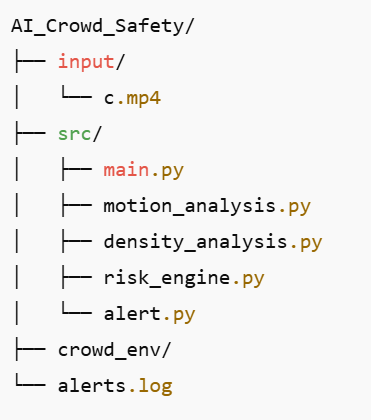 AI_Crowd_Safety/
├── input/
│   └── c.mp4
├── src/
│   ├── main.py
│   ├── motion_analysis.py
│   ├── density_analysis.py
│   ├── risk_engine.py
│   └── alert.py
├── crowd_env/
└── alerts.log